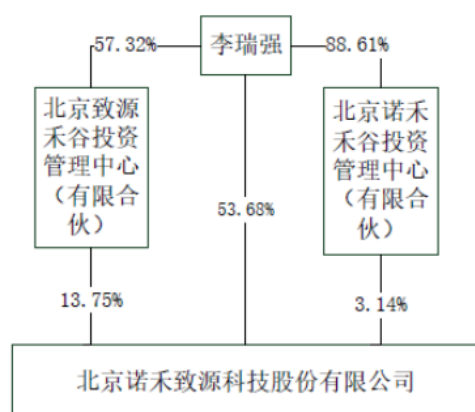 57.32%
李瑞强
88.61%
北京致源
禾谷投资
管理中心
（有限合
伙）
北京诺禾
禾谷投资
管理中心
（有限合
伙）
53.68%
13.75%
3.14%
北京诺禾致源科技股份有限公司